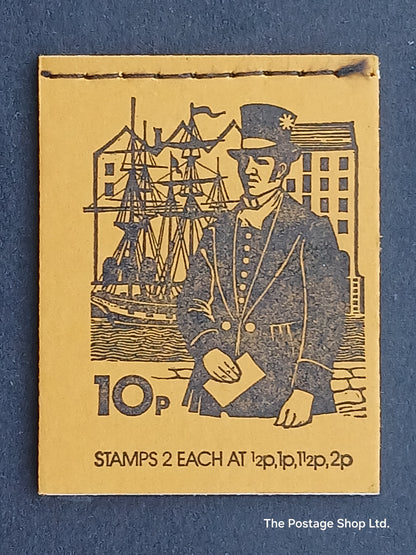 10P
STAMPS 2 EACH AT ½p,1p,1½p,2p
The Postage Shop Ltd.